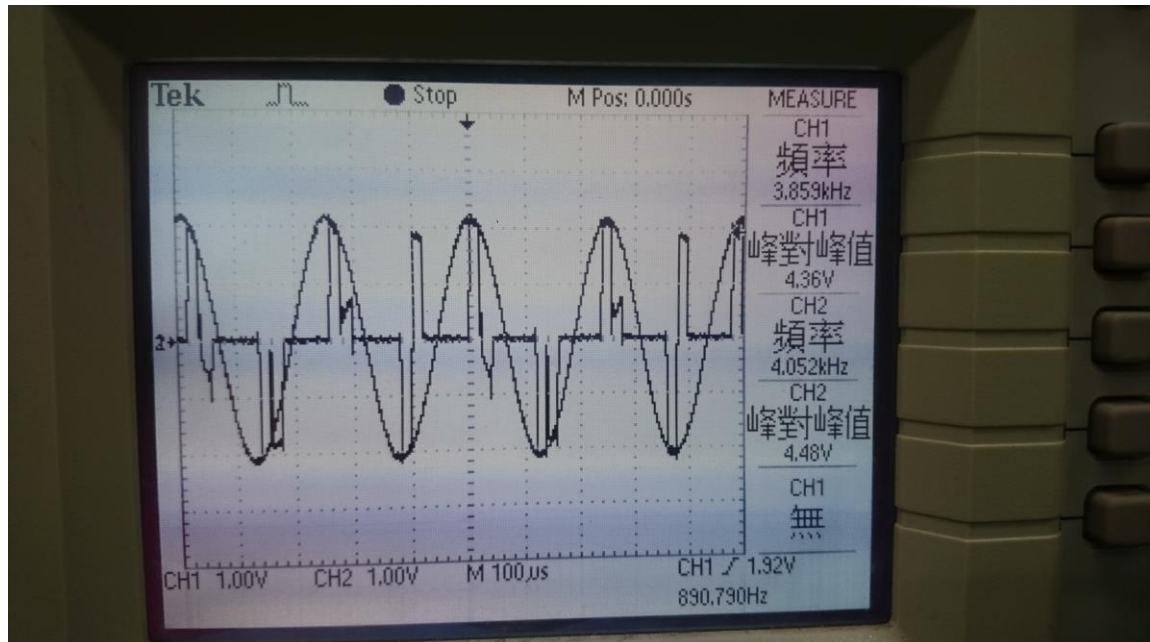 Tek Stop M Pos: 0.000s MEASURE
CH1
頻率
3.859kHz
CH1
峰對峰值
4.36V
CH2
頻率
4.052kHz
CH2
峰對峰值
4.48V
CH1
無
2
CH1 1.00V CH2 1.00V M 100µs CH1 1.92V
890.790Hz